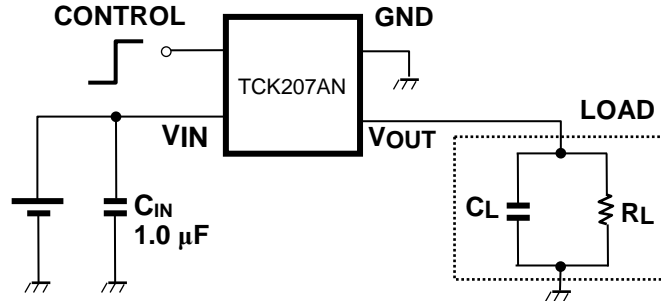 CONTROL
GND
TCK207AN
VIN
VOUT
LOAD
CIN
1.0 μF
CL
RL